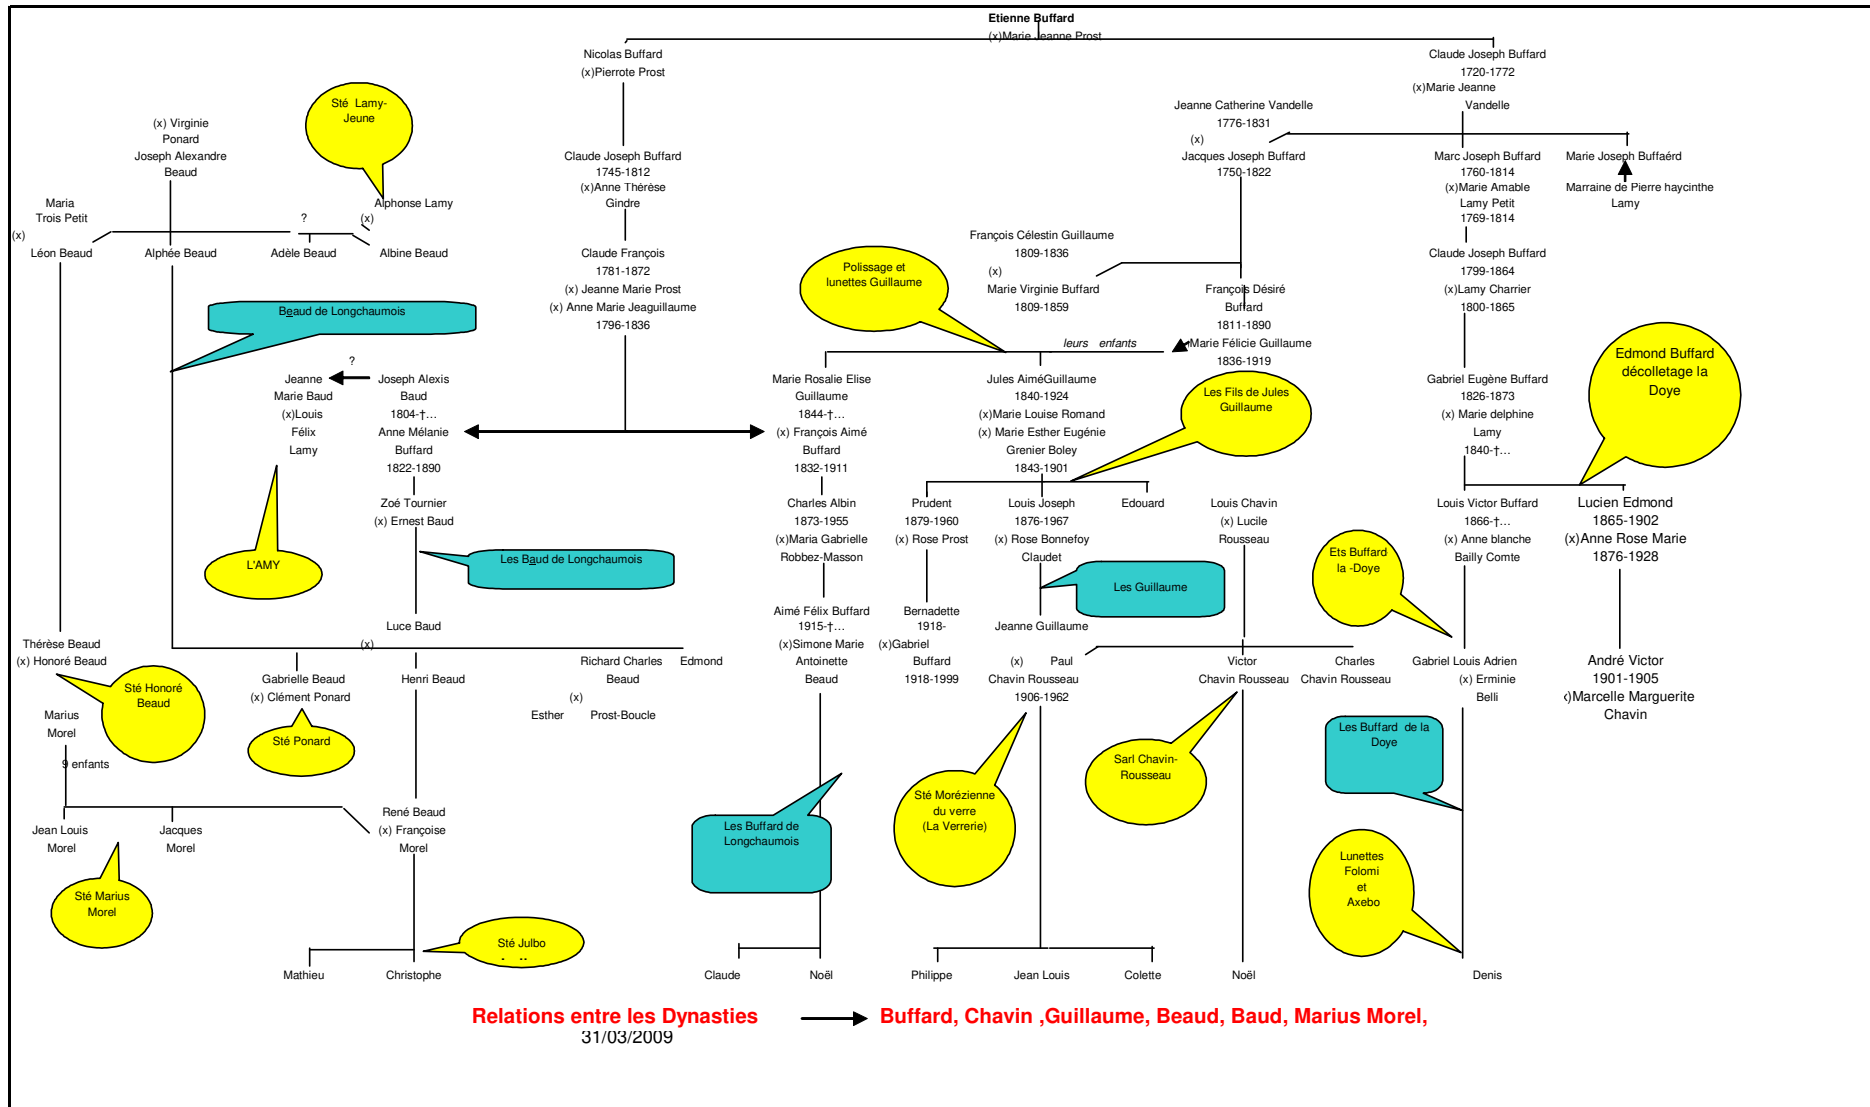 Etienne Buffard
(x)Marie Jeanne Prost
Nicolas Buffard
(x)Pierrote Prost
Claude Joseph Buffard
1720-1772
(x)Marie Jeanne
Vandelle
Sté Lamy-
Jeune
Jeanne Catherine Vandelle
1776-1831
(x)
Jacques Joseph Buffard
1750-1822
(x) Virginie
Ponard
Joseph Alexandre
Beaud
Claude Joseph Buffard
1745-1812
(x)Anne Thérèse
Gindre
Marc Joseph Buffard
1760-1814
(x)Marie Amable
Lamy Petit
1769-1814
Marie Joseph Buffaérd
Marraine de Pierre haycinthe
Lamy
Maria
Trois Petit
(x)
Léon Beaud
Alphée Beaud
?
Adèle Beaud
Alphonse Lamy
(x)
Albine Beaud
Claude François
1781-1872
(x) Jeanne Marie Prost
(x) Anne Marie Jeaguillaume
1796-1836
François Célestin Guillaume
1809-1836
(x)
Marie Virginie Buffard
1809-1859
François Désiré
Buffard
1811-1890
Marie Félicie Guillaume
1836-1919
Claude Joseph Buffard
1799-1864
(x)Lamy Charrier
1800-1865
Polissage et
lunettes Guillaume
Beaud de Longchaumois
leurs enfants
Edmond Buffard
décolletage la
Doye
?
Jeanne
Marie Baud
(x)Louis
Félix
Lamy
Joseph Alexis
Baud
1804-†...
Anne Mélanie
Buffard
1822-1890
Marie Rosalie Elise
Guillaume
1844-†...
(x) François Aimé
Buffard
1832-1911
Jules AiméGuillaume
1840-1924
(x)Marie Louise Romand
(x) Marie Esther Eugénie
Grenier Boley
1843-1901
Les Fils de Jules
Guillaume
Gabriel Eugène Buffard
1826-1873
(x) Marie delphine
Lamy
1840-†...
Zoé Tournier
(x) Ernest Baud
Charles Albin
1873-1955
(x)Maria Gabrielle
Robbez-Masson
Prudent
1879-1960
(x) Rose Prost
Louis Joseph
1876-1967
(x) Rose Bonnefoy
Claudet
Edouard
Louis Chavin
(x) Lucile
Rousseau
Louis Victor Buffard
1866-†...
(x) Anne blanche
Bailly Comte
Lucien Edmond
1865-1902
(x)Anne Rose Marie
1876-1928
L'AMY
Les Baud de Longchaumois
Les Guillaume
Ets Buffard
la -Doye
Luce Baud
(x)
Aimé Félix Buffard
1915-†...
(x)Simone Marie
Antoinette
Beaud
Bernadette
1918-
(x)Gabriel
Buffard
1918-1999
Jeanne Guillaume
(x) Paul
Chavin Rousseau
1906-1962
Victor
Chavin Rousseau
Charles
Chavin Rousseau
Gabriel Louis Adrien
(x) Erminie
Belli
André Victor
1901-1905
(x)Marcelle Marguerite
Chavin
Thérèse Beaud
(x) Honoré Beaud
Sté Honoré
Beaud
Gabrielle Beaud
(x) Clément Ponard
Sté Ponard
Henri Beaud
Richard Charles
Beaud
(x)
Esther Prost-Boucle
Edmond
Marius
Morel
9 enfants
Les Buffard de la
Doye
Sarl Chavin-
Rousseau
Sté Morézienne
du verre
(La Verrerie)
Jean Louis
Morel
Jacques
Morel
René Beaud
(x) Françoise
Morel
Les Buffard de
Longchaumois
Lunettes
Folomi
et
Axebo
Sté Marius
Morel
Sté Julbo
Mathieu
Christophe
Claude
Noël
Philippe
Jean Louis
Colette
Noël
Denis
Relations entre les Dynasties
Buffard, Chavin ,Guillaume, Beaud, Baud, Marius Morel,
31/03/2009